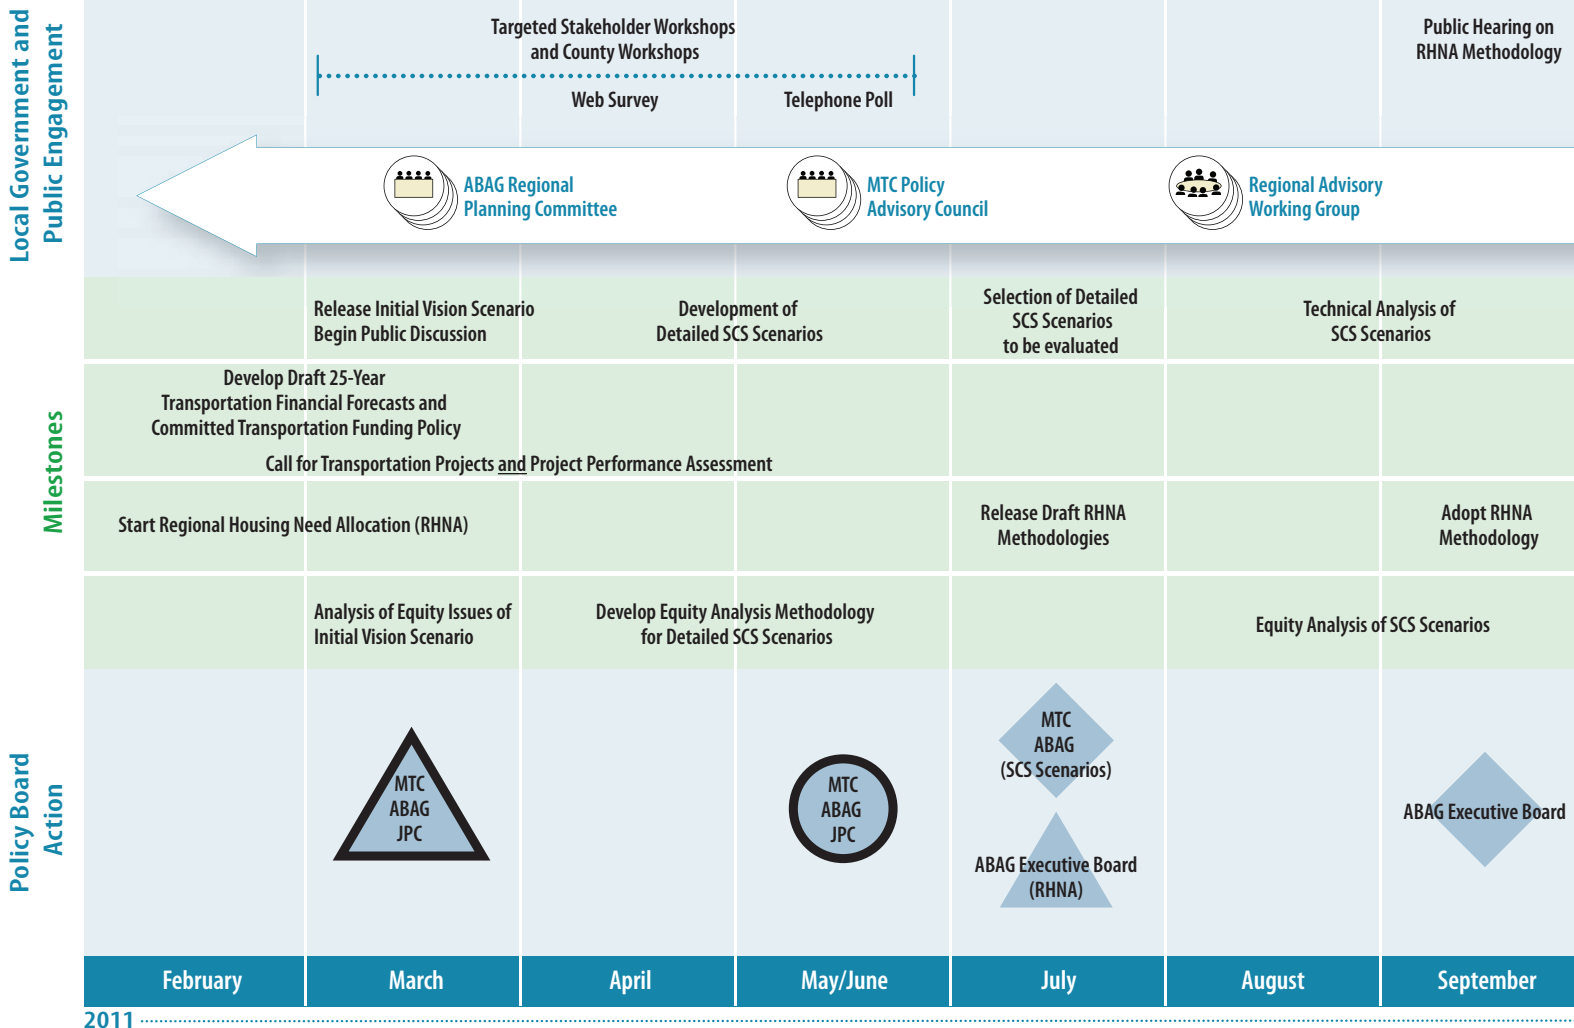 Local Government and
Public Engagement
Targeted Stakeholder Workshops
and County Workshops
Web Survey
Telephone Poll
Public Hearing on
RHNA Methodology
ABAG Regional
Planning Committee
MTC Policy
Advisory Council
Regional Advisory
Working Group
Milestones
Release Initial Vision Scenario
Begin Public Discussion
Development of
Detailed SCS Scenarios
Selection of Detailed
SCS Scenarios
to be evaluated
Technical Analysis of
SCS Scenarios
Develop Draft 25-Year
Transportation Financial Forecasts and
Committed Transportation Funding Policy
Call for Transportation Projects and Project Performance Assessment
Start Regional Housing Need Allocation (RHNA)
Release Draft RHNA
Methodologies
Adopt RHNA
Methodology
Analysis of Equity Issues of
Initial Vision Scenario
Develop Equity Analysis Methodology
for Detailed SCS Scenarios
Equity Analysis of SCS Scenarios
Policy Board
Action
MTC
ABAG
JPC
MTC
ABAG
JPC
MTC
ABAG
(SCS Scenarios)
ABAG Executive Board
(RHNA)
ABAG Executive Board
February
March
April
May/June
July
August
September
2011